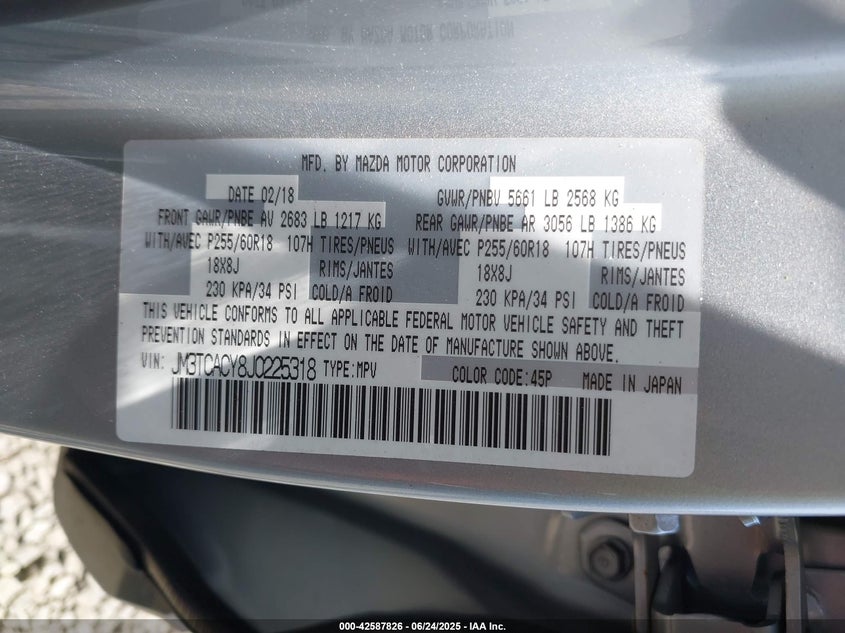 MFD. BY MAZDA MOTOR CORPORATION
DATE 02/18 GVWR/PNBV 5661 LB 2568 KG
FRONT GAWR/PNBE AV 2683 LB 1217 KG REAR GAWR/PNBE AR 3056 LB 1386 KG
WITH/AVEC P255/60R18 107H TIRES/PNEUS WITH/AVEC P255/60R18 107H TIRES/PNEUS
18X8J RIMS/JANTES 18X8J RIMS/JANTES
230 KPA/34 PSI COLD/A FROID 230 KPA/34 PSI COLD/A FROID
THIS VEHICLE CONFORMS TO ALL APPLICABLE FEDERAL MOTOR VEHICLE SAFETY AND THEFT
PREVENTION STANDARDS IN EFFECT ON THE DATE OF MANUFACTURE SHOWN ABOVE.
VIN: JM3TCACY8J0225318 TYPE:MPV COLOR CODE:45P MADE IN JAPAN
000-42587826 - 06/24/2025 - IAA Inc.